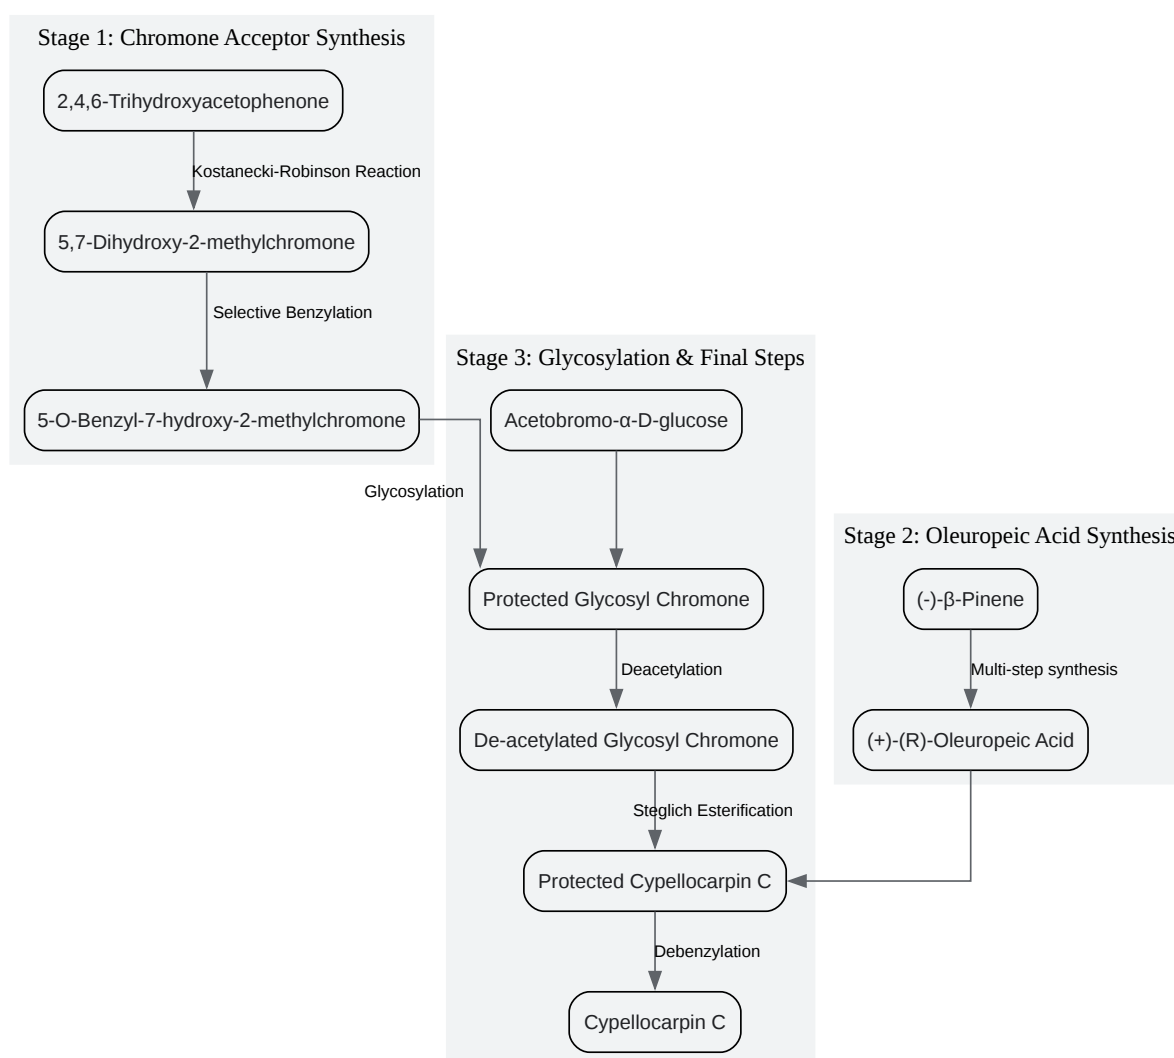 Stage 1: Chromone Acceptor Synthesis
2,4,6-Trihydroxyacetophenone
Kostanecki-Robinson Reaction
5,7-Dihydroxy-2-methylchromone
Selective Benzylation
5-O-Benzyl-7-hydroxy-2-methylchromone
Stage 3: Glycosylation & Final Steps
Acetobromo-α-D-glucose
Glycosylation
Protected Glycosyl Chromone
Deacetylation
De-acetylated Glycosyl Chromone
Steglich Esterification
Protected Cypellocarpin C
Debenzylation
Cypellocarpin C
Stage 2: Oleuropeic Acid Synthesis
(-)-β-Pinene
Multi-step synthesis
(+)-(R)-Oleuropeic Acid